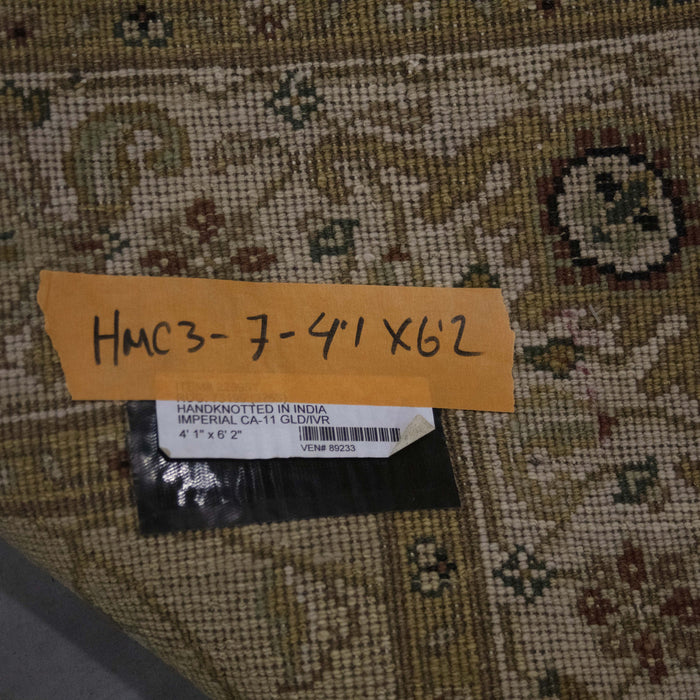 HMC3-7-4'1 X6'2
HANDKNOTTED IN INDIA
IMPERIAL CA-11 GLD/IVR
4' 1" x 6' 2"
VEN# 89233